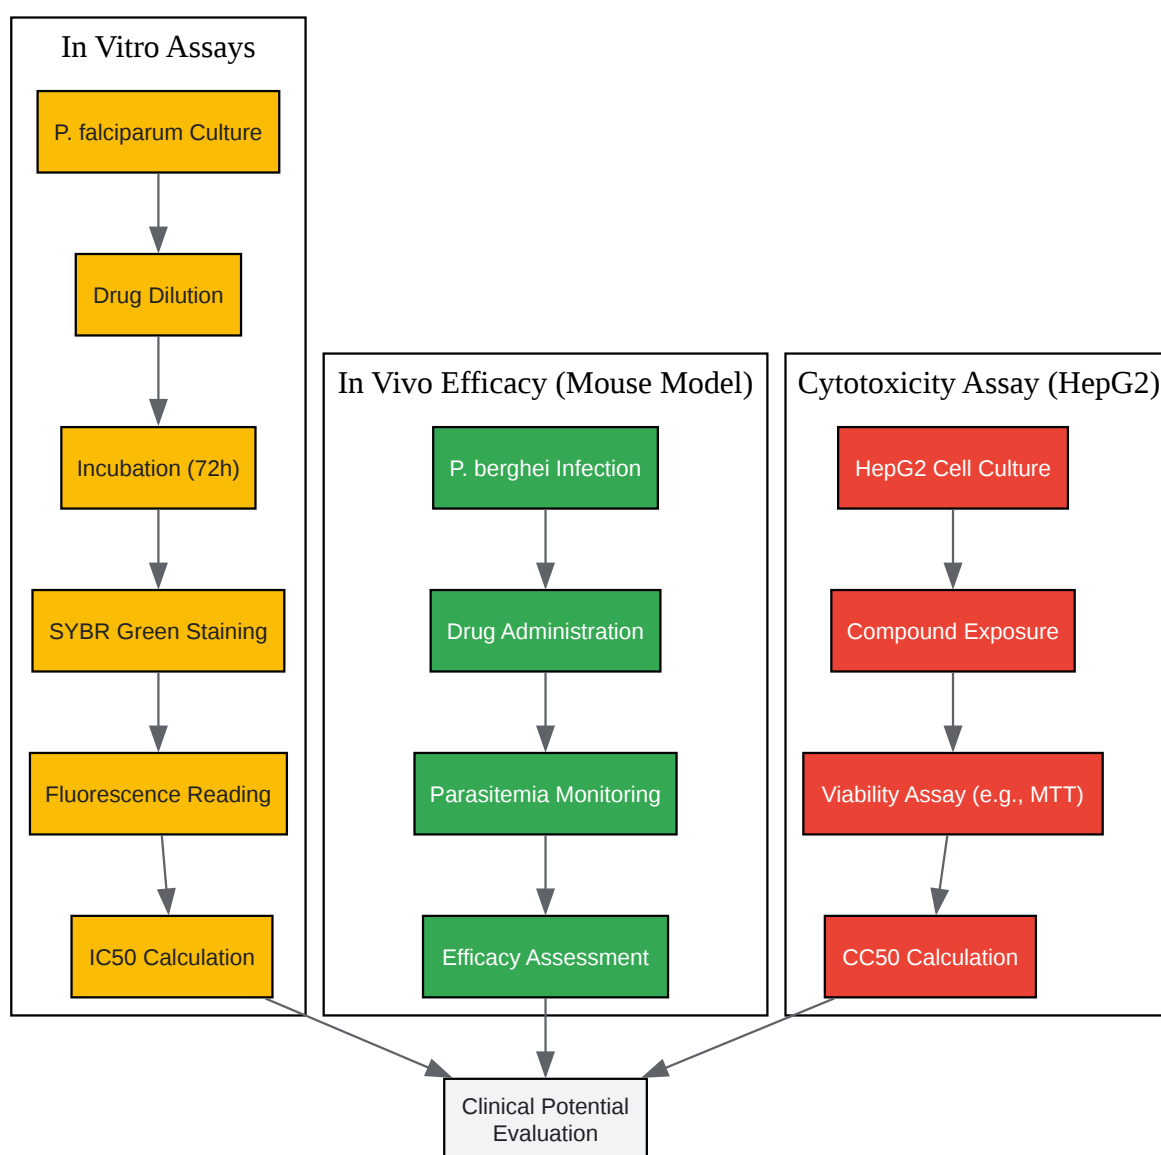 In Vitro Assays
P. falciparum Culture
Drug Dilution
Incubation (72h)
SYBR Green Staining
Fluorescence Reading
IC50 Calculation
In Vivo Efficacy (Mouse Model)
P. berghei Infection
Drug Administration
Parasitemia Monitoring
Efficacy Assessment
Cytotoxicity Assay (HepG2)
HepG2 Cell Culture
Compound Exposure
Viability Assay (e.g., MTT)
CC50 Calculation
Clinical Potential
Evaluation